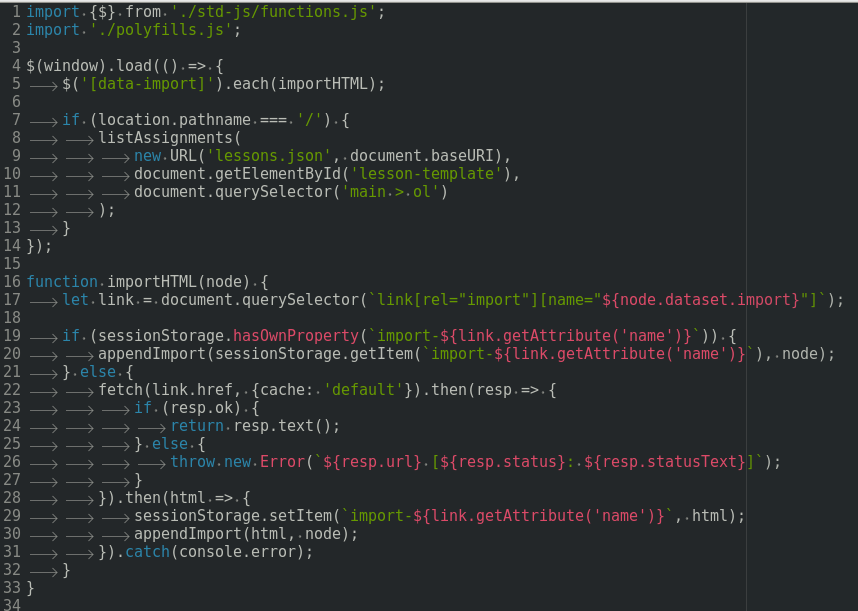 1 import {$} from './std-js/functions.js';
2 import './polyfills.js';
3
4 $(window).load(() => {
5 	$('[data-import]').each(importHTML);
6
7 	if (location.pathname === '/') {
8 		listAssignments(
9 			new URL('lessons.json', document.baseURI),
10 			document.getElementById('lesson-template'),
11 			document.querySelector('main > ol')
12 		);
13 	}
14 });
15
16 function importHTML(node) {
17 	let link = document.querySelector(`link[rel="import"][name="${node.dataset.import}"]`);
18
19 	if (sessionStorage.hasOwnProperty(`import-${link.getAttribute('name')}`)) {
20 		appendImport(sessionStorage.getItem(`import-${link.getAttribute('name')}`), node);
21 	} else {
22 		fetch(link.href, {cache: 'default'}).then(resp => {
23 			if (resp.ok) {
24 				return resp.text();
25 			} else {
26 				throw new Error(`${resp.url} [${resp.status}: ${resp.statusText}]`);
27 			}
28 		}).then(html => {
29 			sessionStorage.setItem(`import-${link.getAttribute('name')}`, html);
30 			appendImport(html, node);
31 		}).catch(console.error);
32 	}
33 }
34